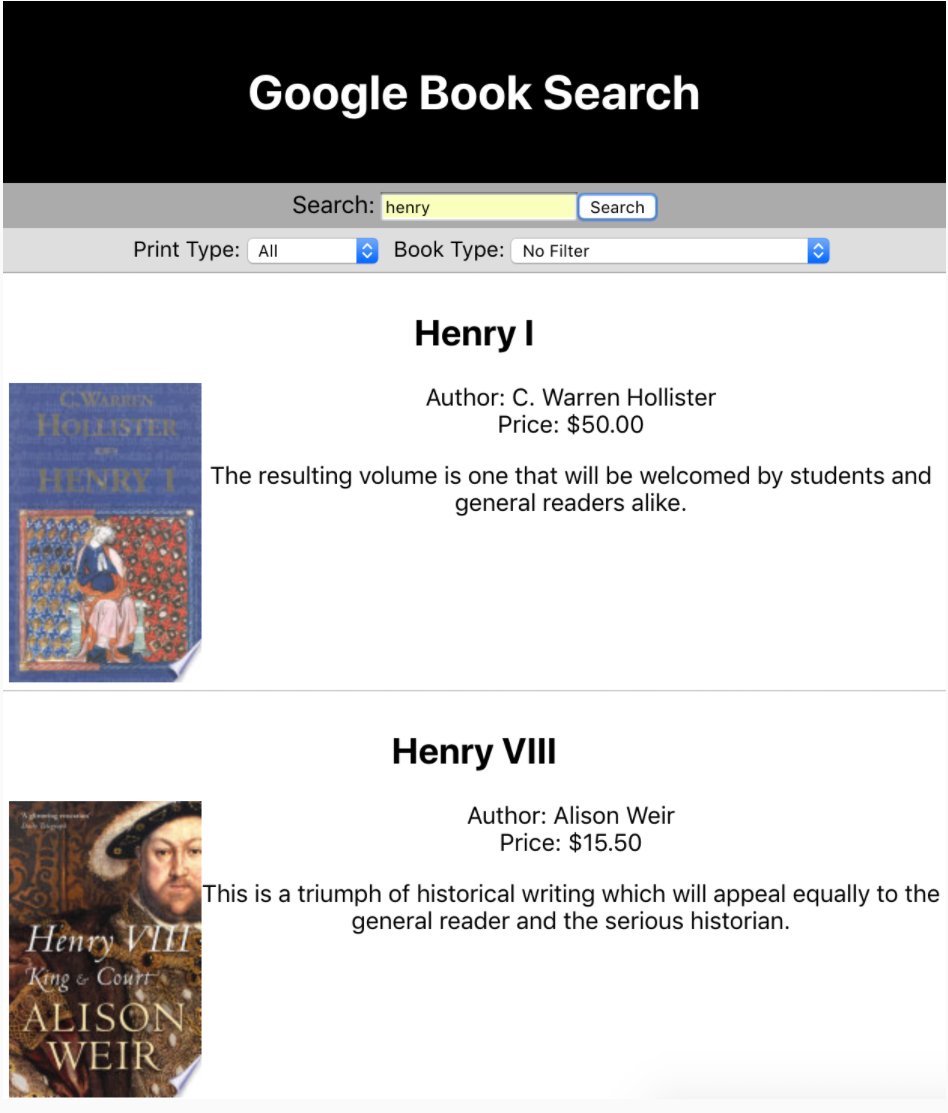 Google Book Search
Search: henry Search
Print Type: All Book Type: No Filter
Henry I
C. WARREN
HOLLISTER
HENRY I
Author: C. Warren Hollister
Price: $50.00
The resulting volume is one that will be welcomed by students and
general readers alike.
Henry VIII
'A glittering
Daily Telegraph
Henry VIII
King & Court
ALISON
WEIR
Author: Alison Weir
Price: $15.50
This is a triumph of historical writing which will appeal equally to the
general reader and the serious historian.